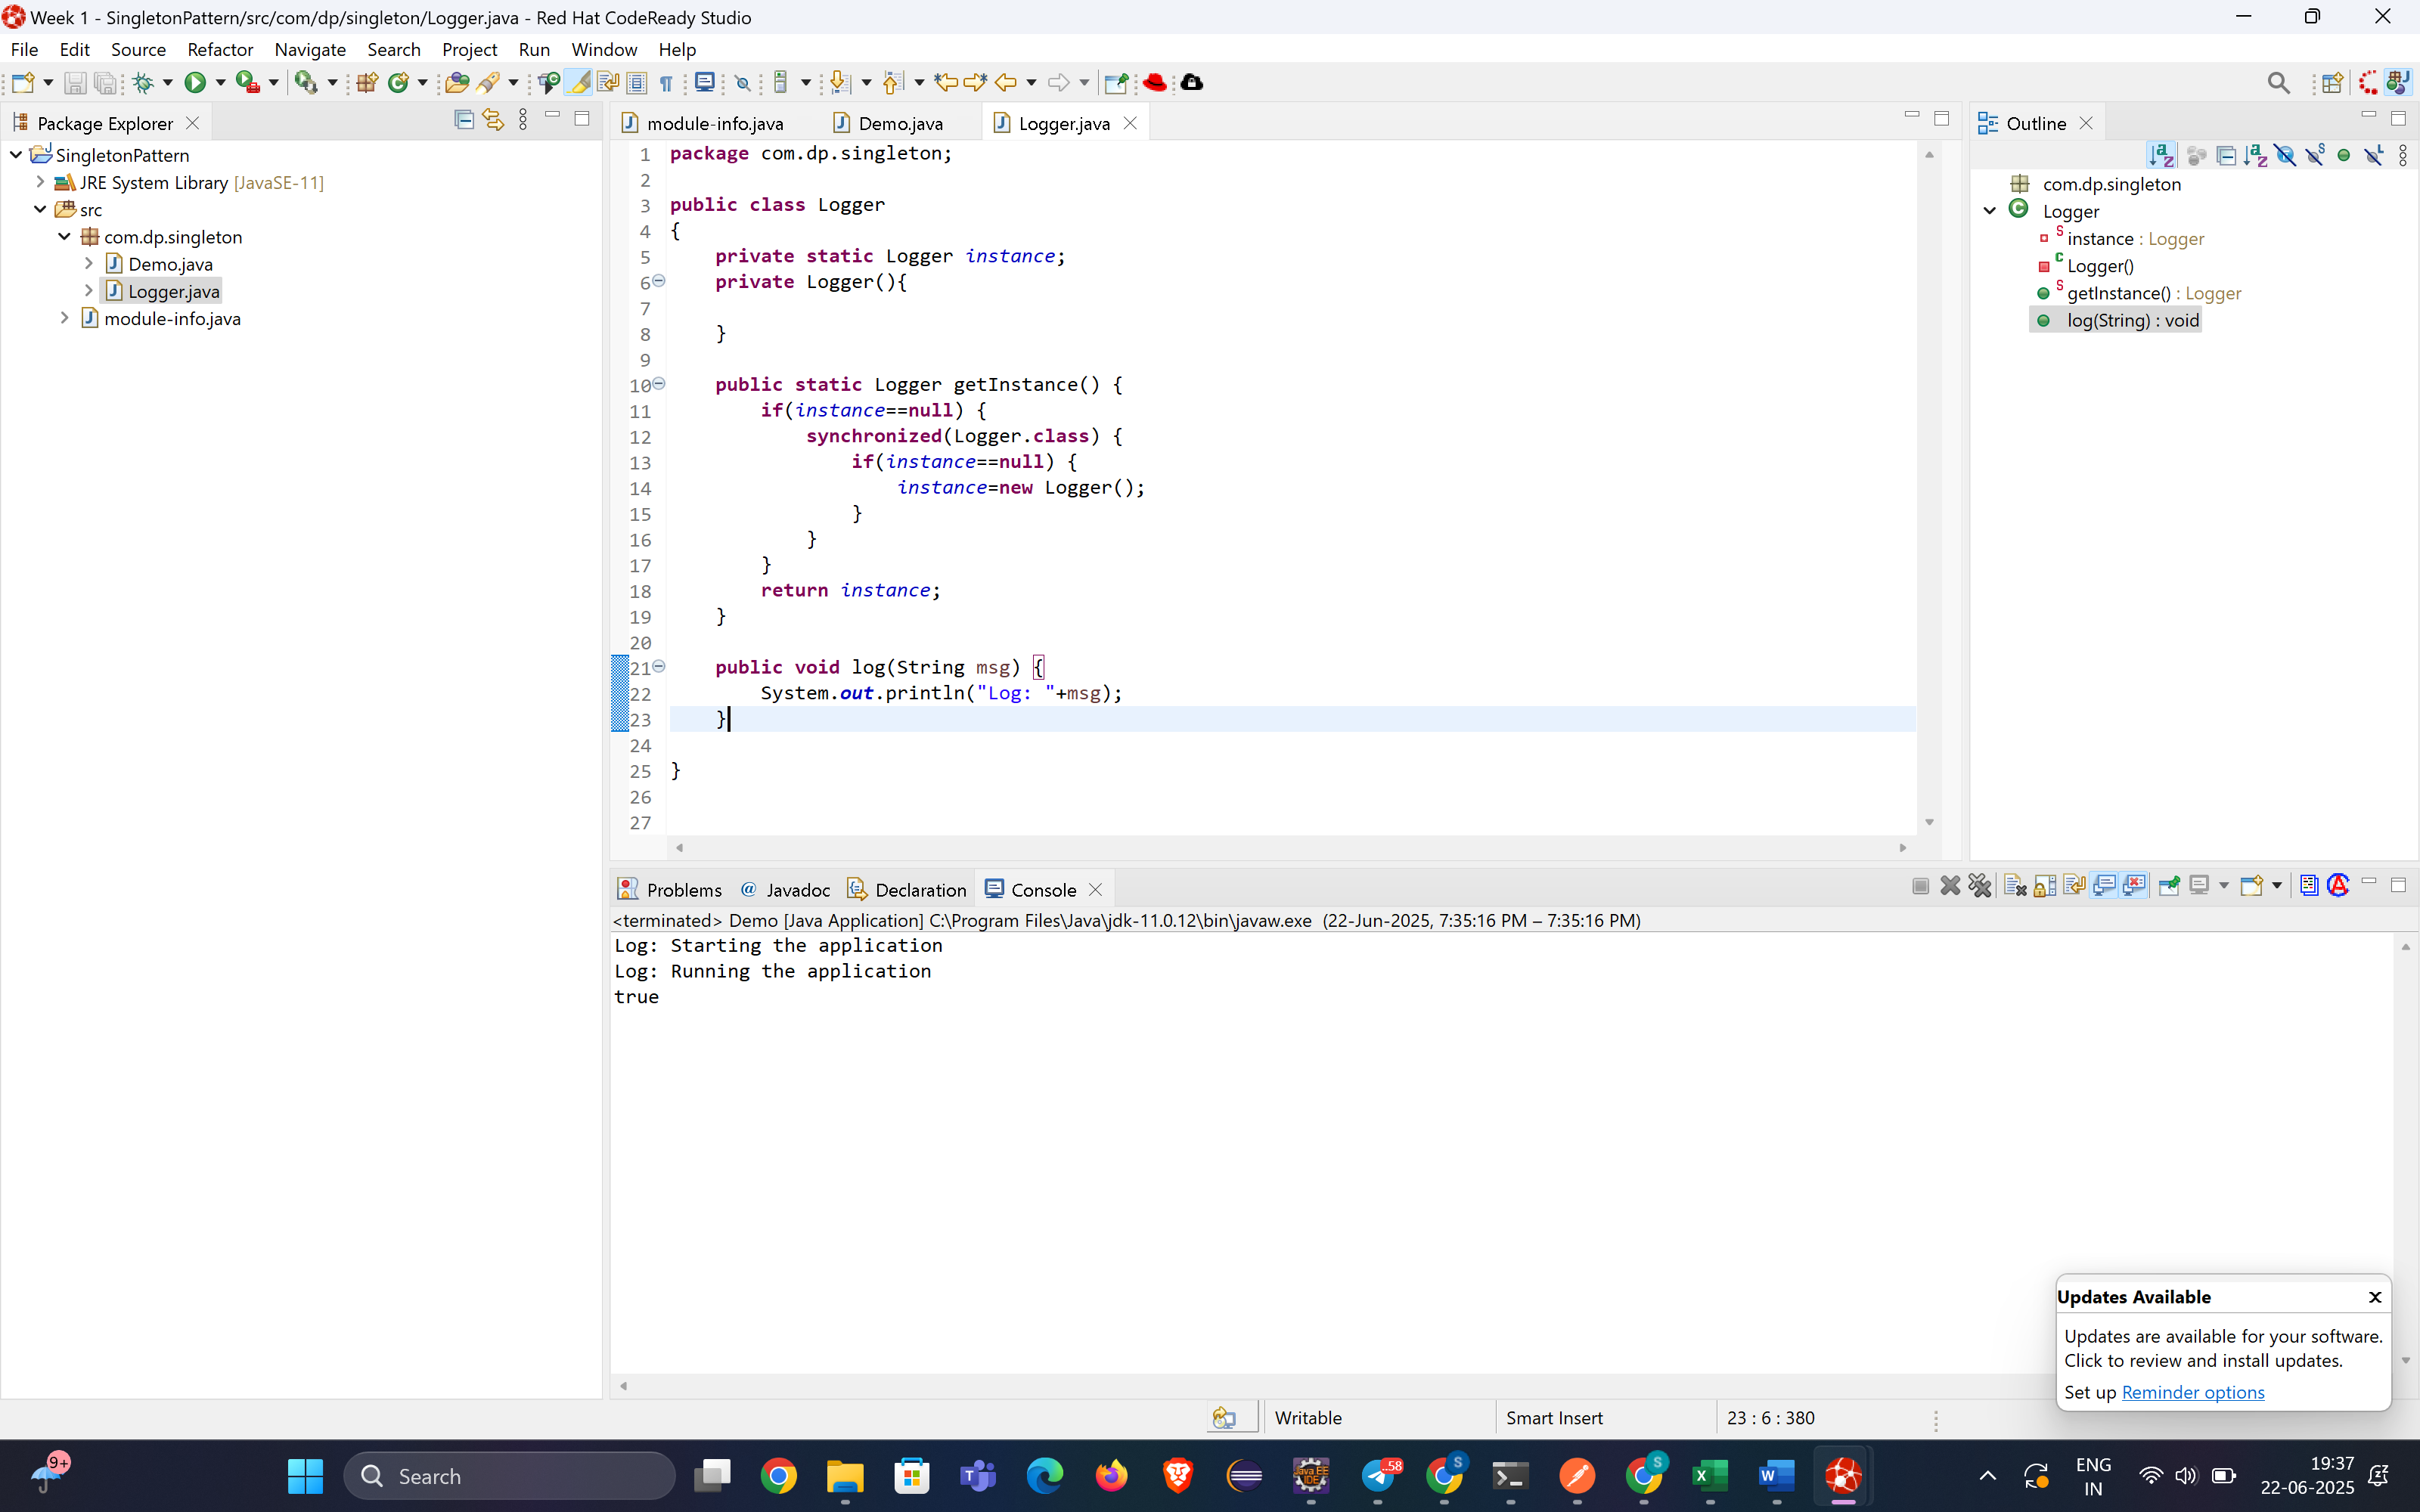 Week 1 - SingletonPattern/src/com/dp/singleton/Logger.java - Red Hat CodeReady Studio
File Edit Source Refactor Navigate Search Project Run Window Help
Package Explorer
SingletonPattern
JRE System Library [JavaSE-11]
src
com.dp.singleton
Demo.java
Logger.java
module-info.java
module-info.java Demo.java Logger.java
1 package com.dp.singleton;
2
3 public class Logger
4 {
5     private static Logger instance;
6     private Logger(){
7
8     }
9
10     public static Logger getInstance() {
11         if(instance==null) {
12             synchronized(Logger.class) {
13                 if(instance==null) {
14                     instance=new Logger();
15                 }
16             }
17         }
18         return instance;
19     }
20
21     public void log(String msg) {
22         System.out.println("Log: "+msg);
23     }
24
25 }
26
27
Outline
com.dp.singleton
Logger
instance : Logger
Logger()
getInstance() : Logger
log(String) : void
Problems @ Javadoc Declaration Console
<terminated> Demo [Java Application] C:\Program Files\Java\jdk-11.0.12\bin\javaw.exe (22-Jun-2025, 7:35:16 PM – 7:35:16 PM)
Log: Starting the application
Log: Running the application
true
Updates Available
Updates are available for your software.
Click to review and install updates.
Set up Reminder options
Writable Smart Insert 23 : 6 : 380
9+
Search
Java EE
IDE
58
S
S
ENG
IN
19:37
22-06-2025